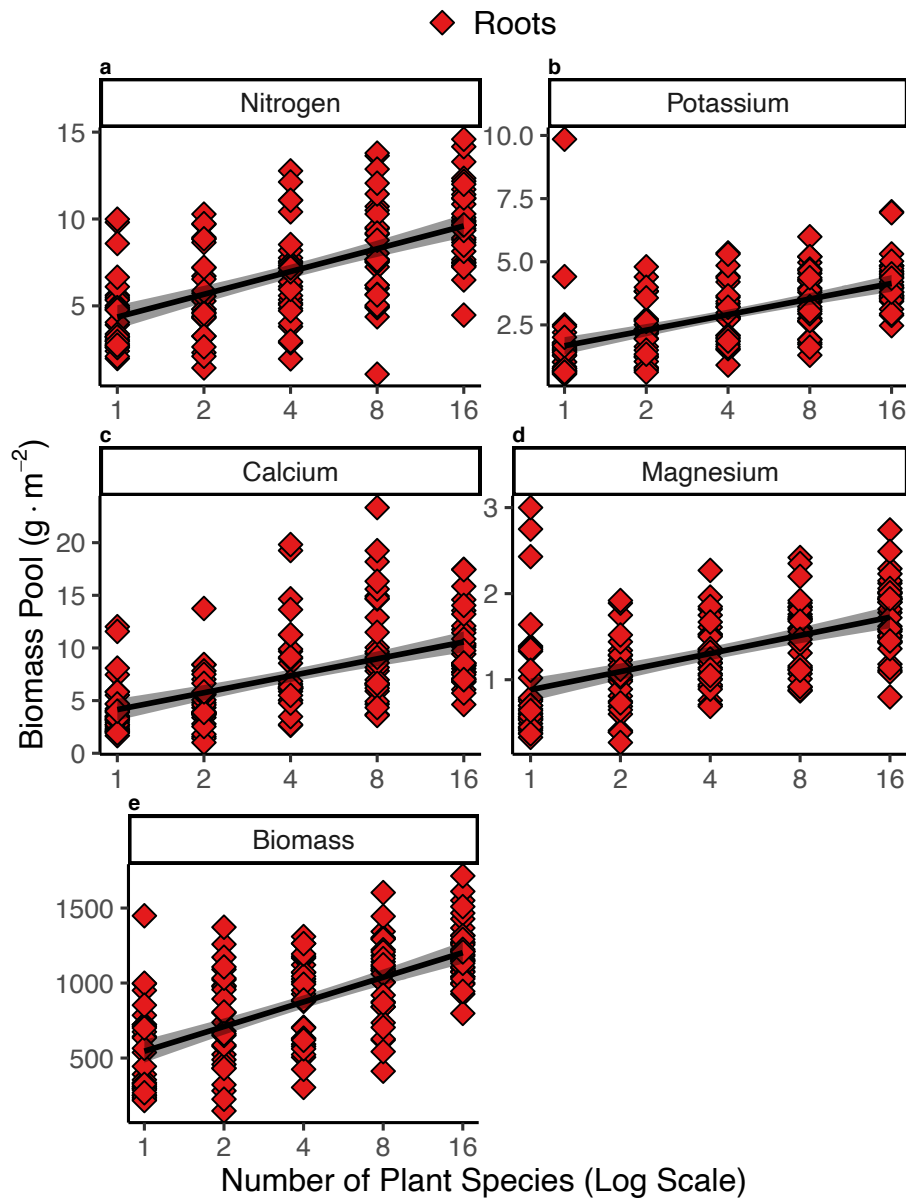 Roots
a
Nitrogen
15
10
5
1 2 4 8 16
b
Potassium
10.0
7.5
5.0
2.5
1 2 4 8 16
c
Calcium
20
15
10
5
0
1 2 4 8 16
d
Magnesium
3
2
1
1 2 4 8 16
e
Biomass
1500
1000
500
1 2 4 8 16
Biomass Pool (g · m⁻²)
Number of Plant Species (Log Scale)